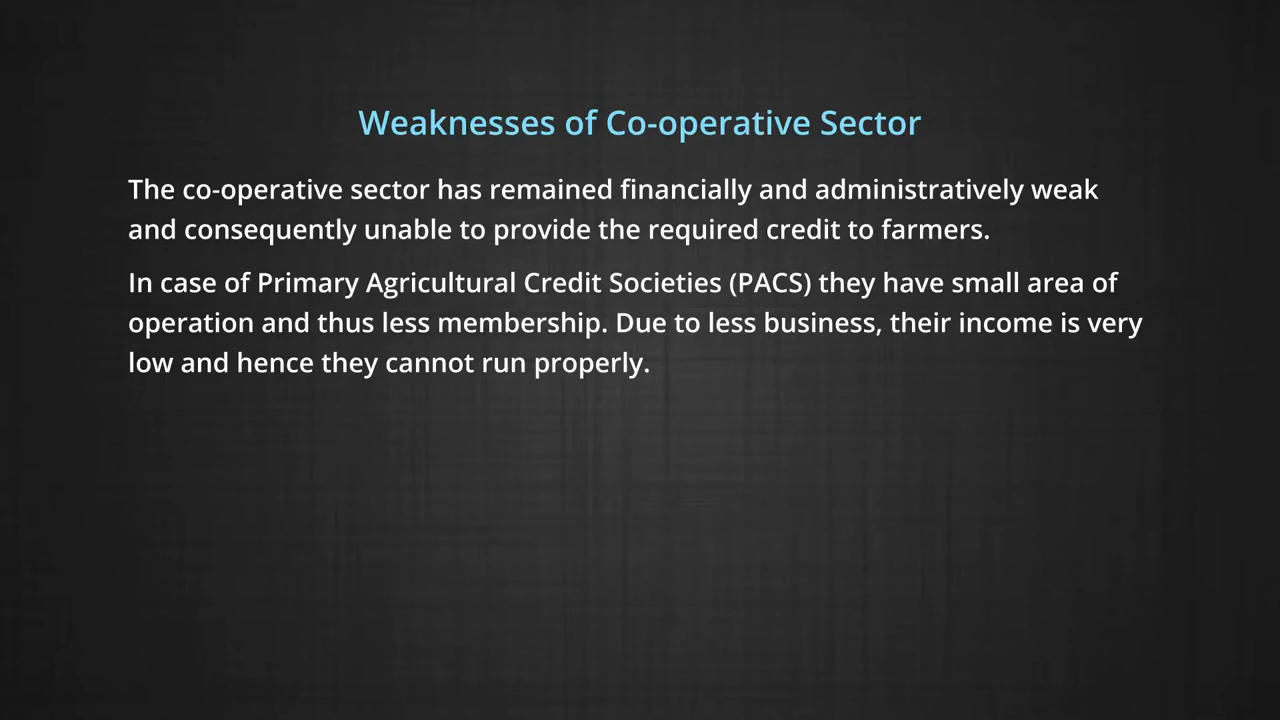 Weaknesses of Co-operative Sector
The co-operative sector has remained financially and administratively weak
and consequently unable to provide the required credit to farmers.
In case of Primary Agricultural Credit Societies (PACS) they have small area of
operation and thus less membership. Due to less business, their income is very
low and hence they cannot run properly.